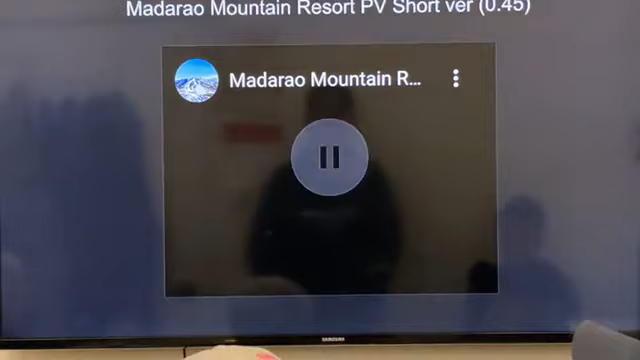 Madarao Mountain Resort PV Short ver (0.45)
Madarao Mountain R...
SAMSUNG